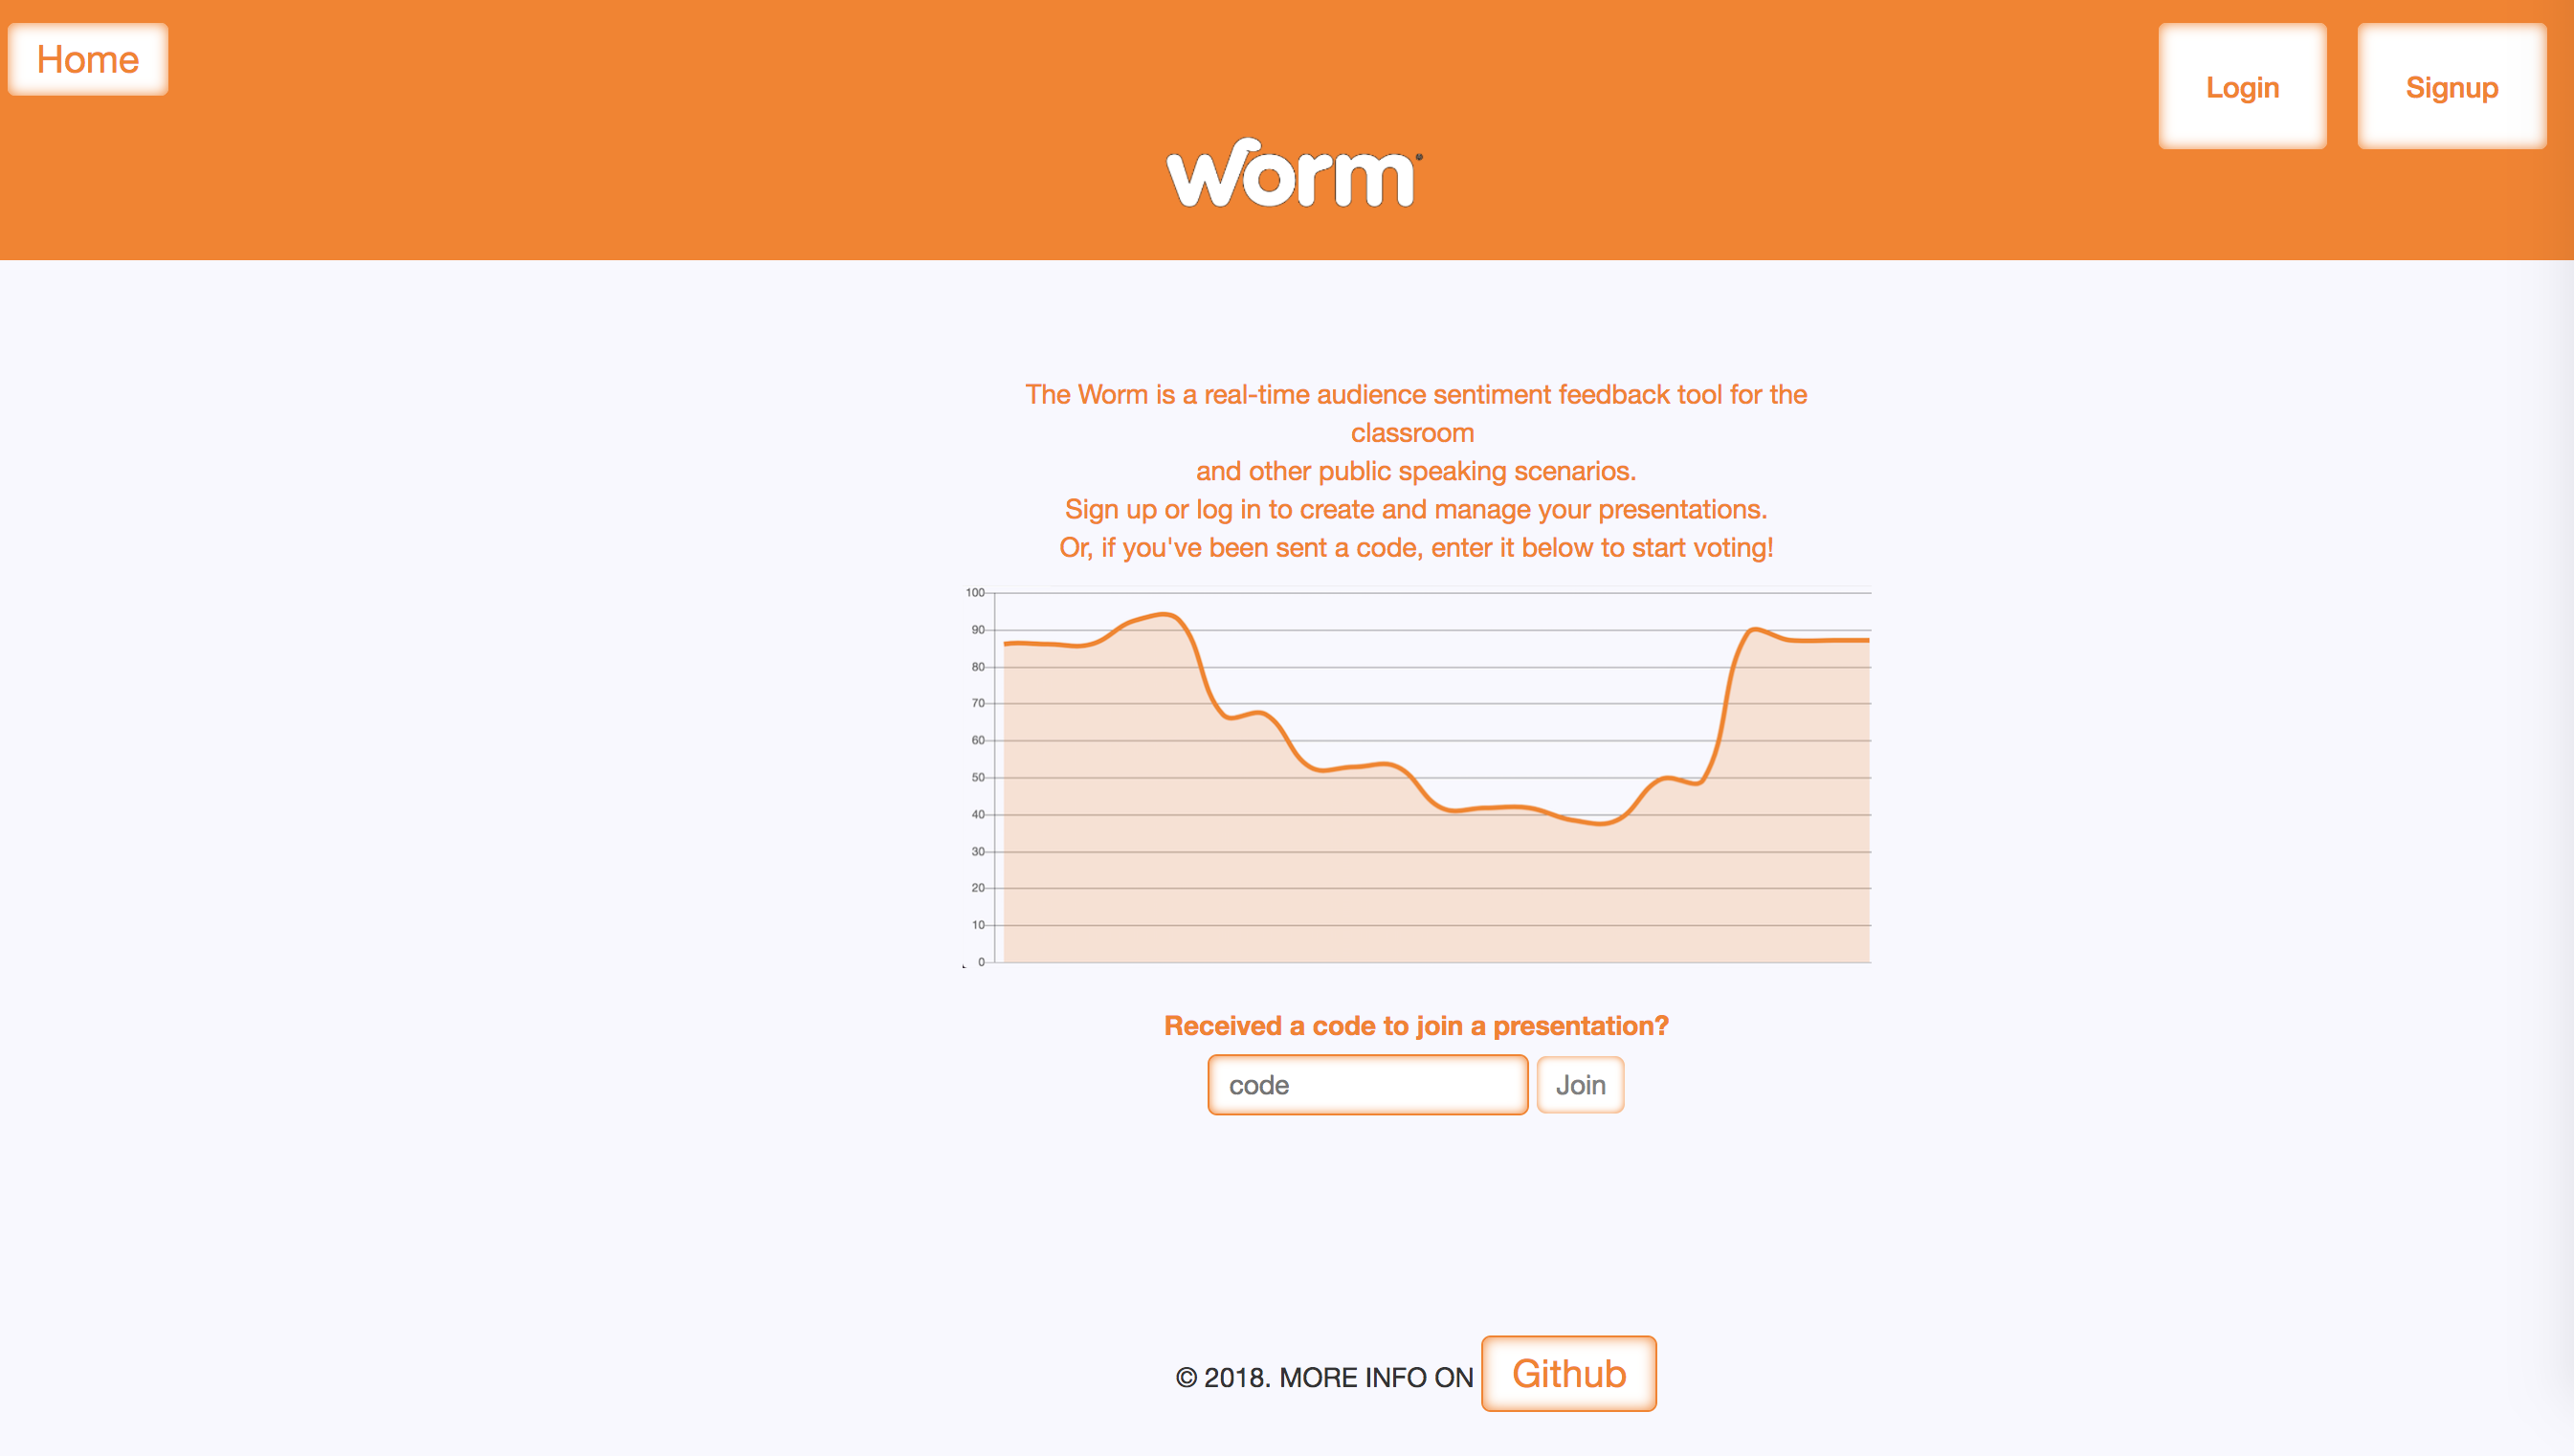 Home
Login
Signup
worm
The Worm is a real-time audience sentiment feedback tool for the
classroom
and other public speaking scenarios.
Sign up or log in to create and manage your presentations.
Or, if you've been sent a code, enter it below to start voting!
100
90
80
70
60
50
40
30
20
10
0
Received a code to join a presentation?
code
Join
© 2018. MORE INFO ON Github